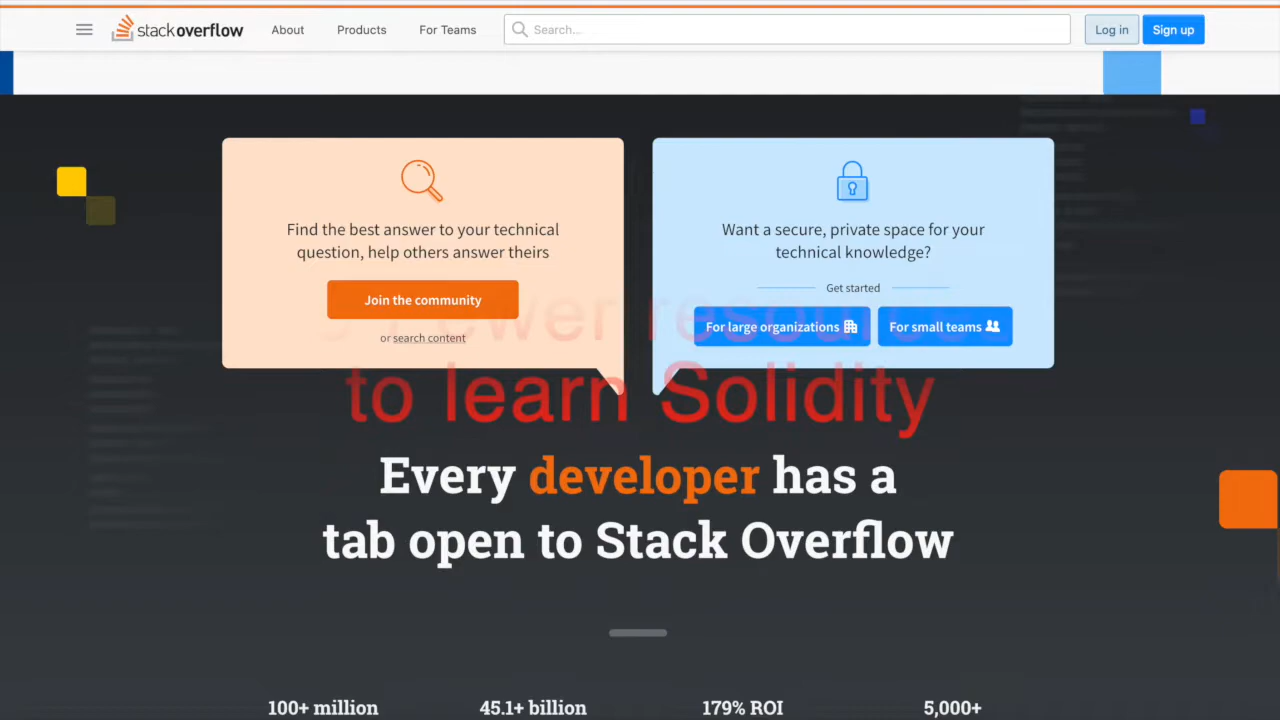 stackoverflow
About
Products
For Teams
Search...
Log in
Sign up
Find the best answer to your technical
question, help others answer theirs
Join the community
or search content
Want a secure, private space for your
technical knowledge?
Get started
For large organizations
For small teams
Fewer resources
to learn Solidity
Every developer has a
tab open to Stack Overflow
100+ million
45.1+ billion
179% ROI
5,000+